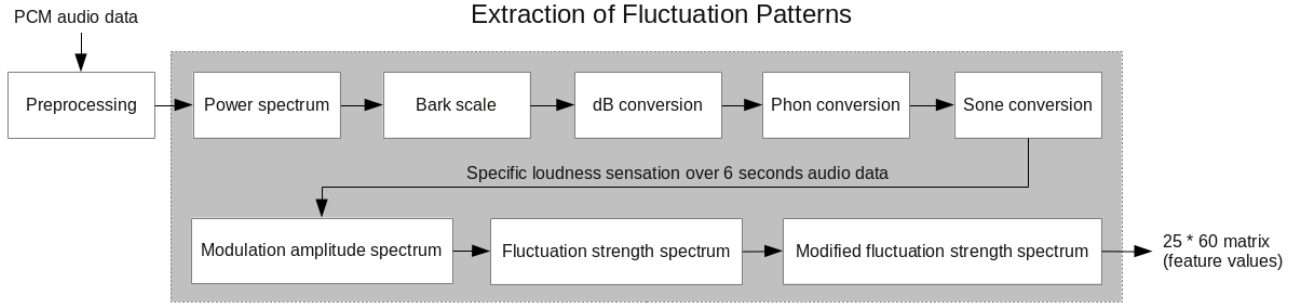 Extraction of Fluctuation Patterns
PCM audio data
Preprocessing
Power spectrum
Bark scale
dB conversion
Phon conversion
Sone conversion
Specific loudness sensation over 6 seconds audio data
Modulation amplitude spectrum
Fluctuation strength spectrum
Modified fluctuation strength spectrum
25 * 60 matrix
(feature values)